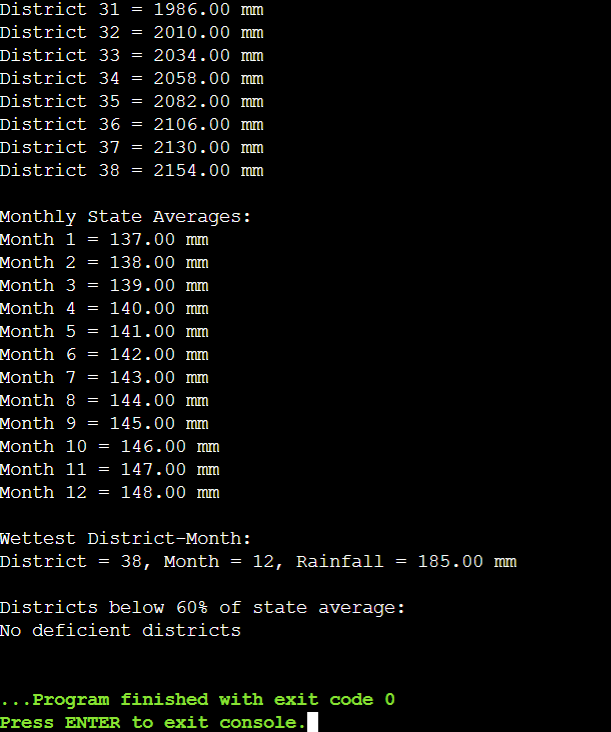 District 31 = 1986.00 mm
District 32 = 2010.00 mm
District 33 = 2034.00 mm
District 34 = 2058.00 mm
District 35 = 2082.00 mm
District 36 = 2106.00 mm
District 37 = 2130.00 mm
District 38 = 2154.00 mm
Monthly State Averages:
Month 1 = 137.00 mm
Month 2 = 138.00 mm
Month 3 = 139.00 mm
Month 4 = 140.00 mm
Month 5 = 141.00 mm
Month 6 = 142.00 mm
Month 7 = 143.00 mm
Month 8 = 144.00 mm
Month 9 = 145.00 mm
Month 10 = 146.00 mm
Month 11 = 147.00 mm
Month 12 = 148.00 mm
Wettest District-Month:
District = 38, Month = 12, Rainfall = 185.00 mm
Districts below 60% of state average:
No deficient districts
...Program finished with exit code 0
Press ENTER to exit console.